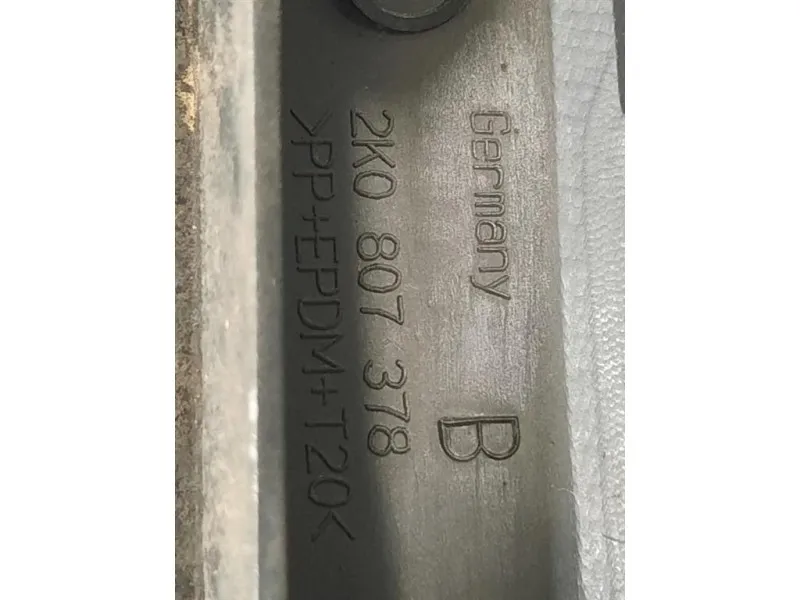 Germany
B
2K0 807 378
>PP+EPDM+T20<